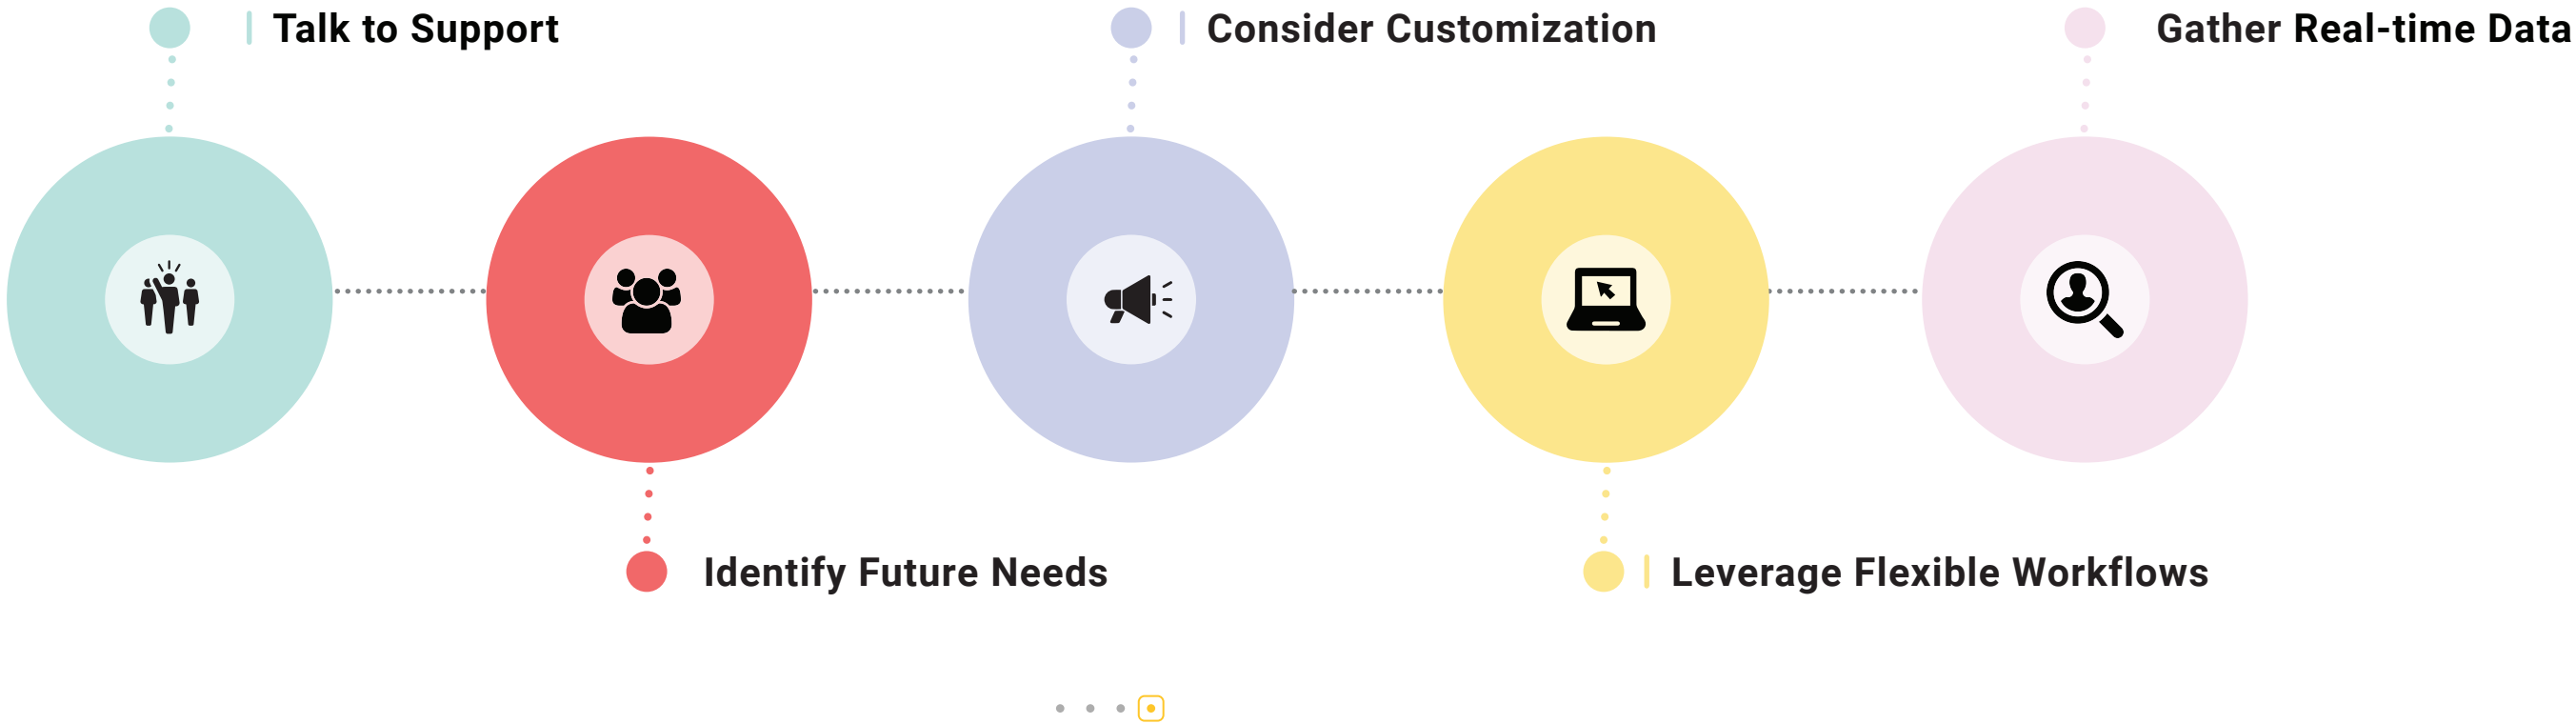 Talk to Support
Consider Customization
Gather Real-time Data
Identify Future Needs
Leverage Flexible Workflows